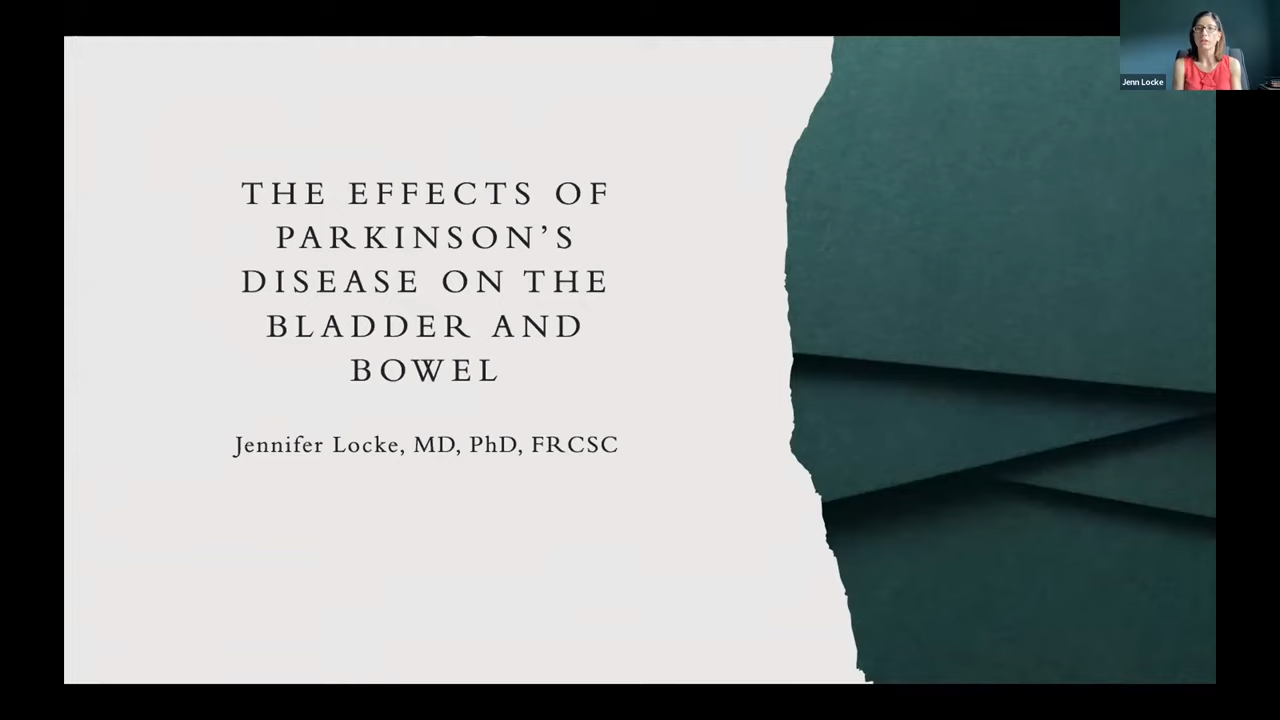 THE EFFECTS OF
PARKINSON’S
DISEASE ON THE
BLADDER AND
BOWEL
Jennifer Locke, MD, PhD, FRCSC
Jenn Locke